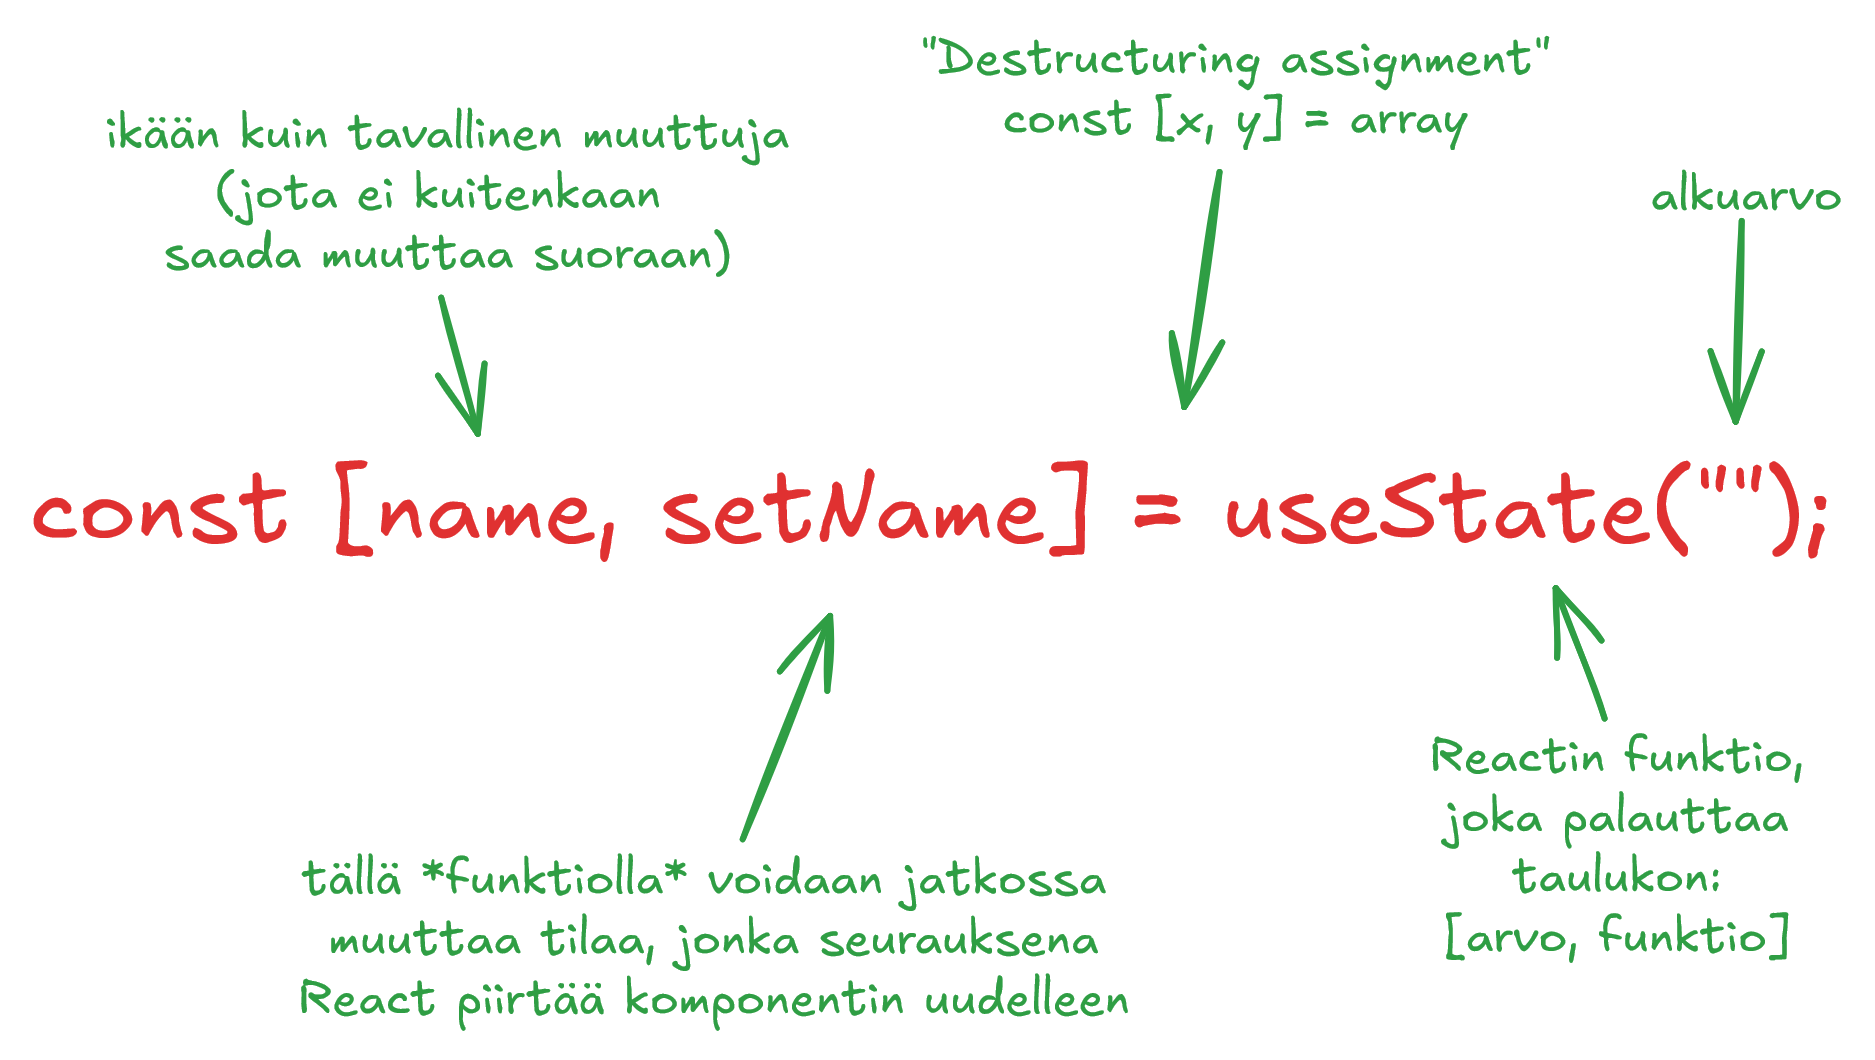 "Destructuring assignment"
const [x, y] = array
ikään kuin tavallinen muuttuja
(jota ei kuitenkaan
saada muuttaa suoraan)
alkuarvo
const [name, setName] = useState("");
tällä *funktiolla* voidaan jatkossa
muuttaa tilaa, jonka seurauksena
React piirtää komponentin uudelleen
Reactin funktio,
joka palauttaa
taulukon:
[arvo, funktio]